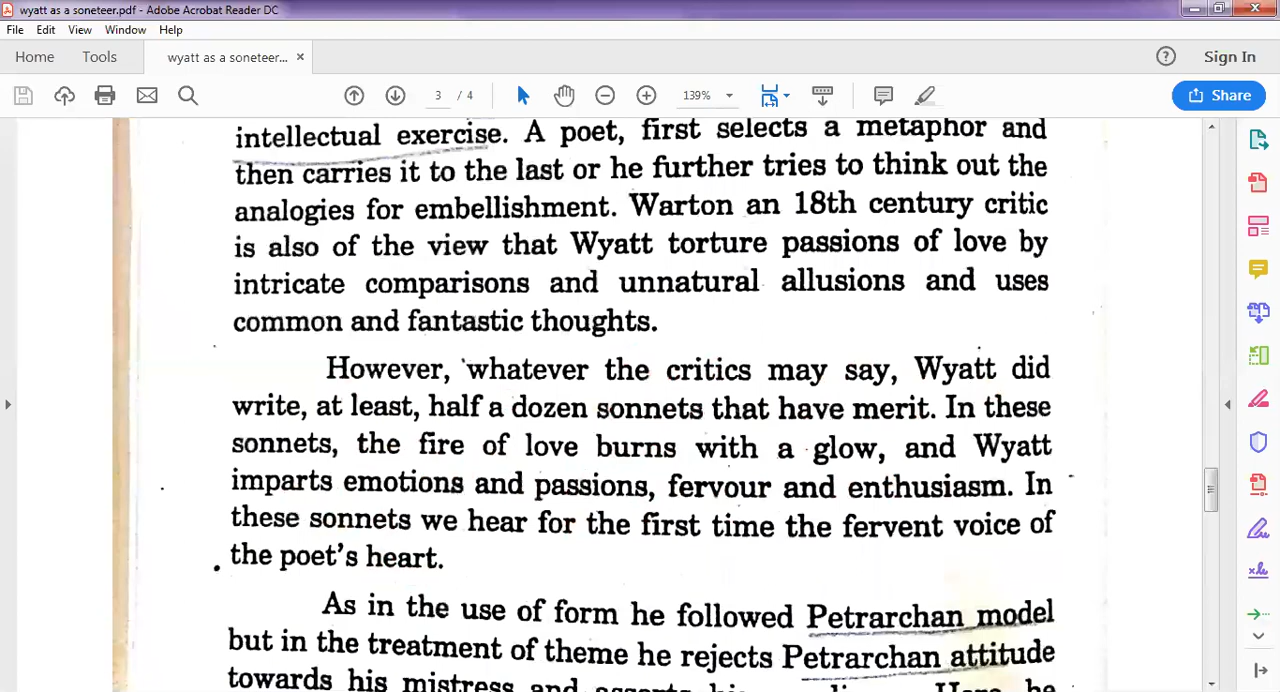 wyatt as a soneteer.pdf - Adobe Acrobat Reader DC
File Edit View Window Help
Home Tools wyatt as a soneteer... × Sign In
3 / 4 139% Share
intellectual exercise. A poet, first selects a metaphor and
then carries it to the last or he further tries to think out the
analogies for embellishment. Warton an 18th century critic
is also of the view that Wyatt torture passions of love by
intricate comparisons and unnatural allusions and uses
common and fantastic thoughts.
However, whatever the critics may say, Wyatt did
write, at least, half a dozen sonnets that have merit. In these
sonnets, the fire of love burns with a glow, and Wyatt
imparts emotions and passions, fervour and enthusiasm. In
these sonnets we hear for the first time the fervent voice of
the poet's heart.
As in the use of form he followed Petrarchan model
but in the treatment of theme he rejects Petrarchan attitude
towards his mistress and Here he